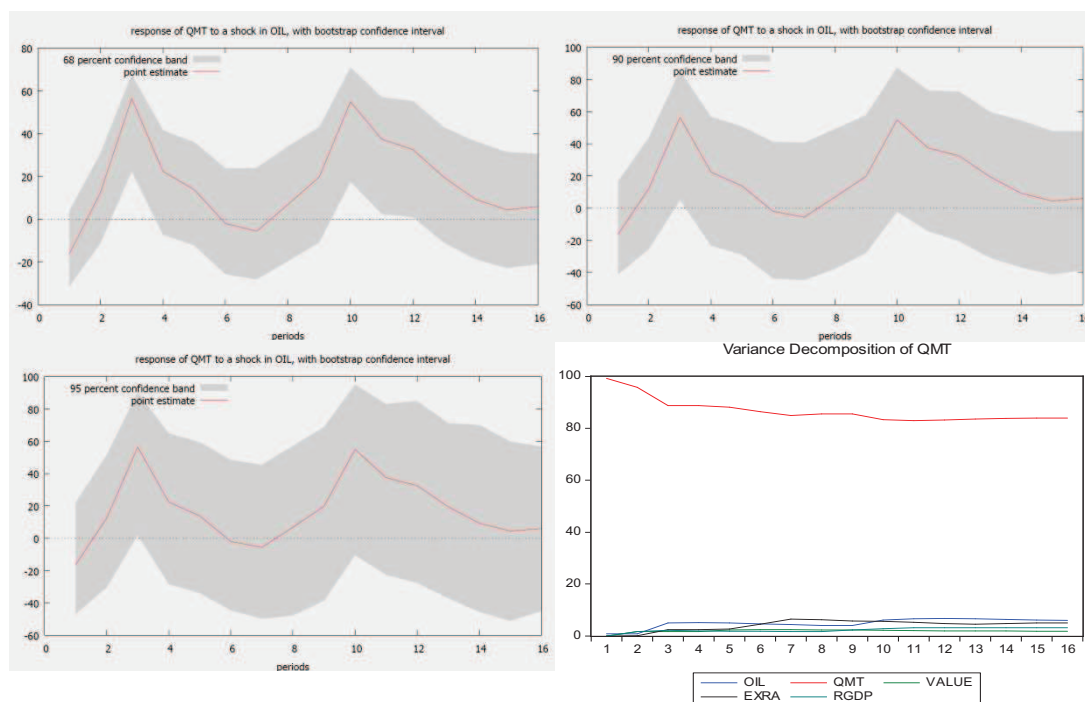 response of QMT to a shock in OIL, with bootstrap confidence interval
80
60
40
20
0
-20
-40
68 percent confidence band
point estimate
0 2 4 6 8 10 12 14 16
periods
response of QMT to a shock in OIL, with bootstrap confidence interval
100
80
60
40
20
0
-20
-40
-60
90 percent confidence band
point estimate
0 2 4 6 8 10 12 14 16
periods
response of QMT to a shock in OIL, with bootstrap confidence interval
100
80
60
40
20
0
-20
-40
-60
95 percent confidence band
point estimate
0 2 4 6 8 10 12 14 16
periods
Variance Decomposition of QMT
100
80
60
40
20
0
1 2 3 4 5 6 7 8 9 10 11 12 13 14 15 16
OIL QMT VALUE
EXRA RGDP